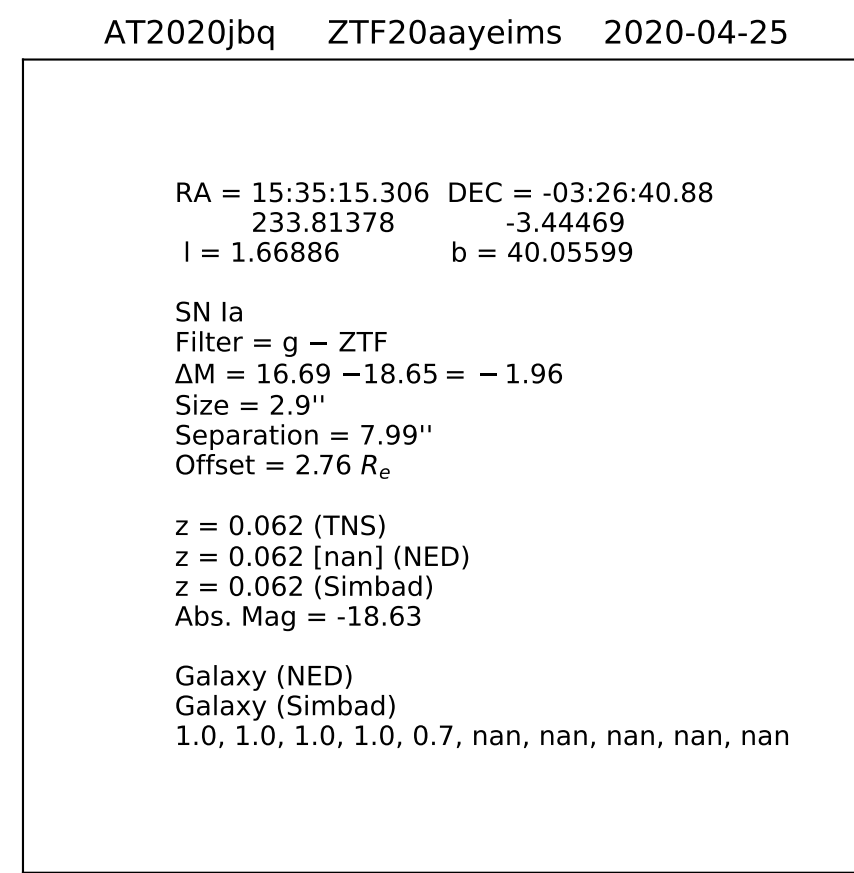 AT2020jbq ZTF20aayeims 2020-04-25
RA = 15:35:15.306 DEC = -03:26:40.88
233.81378 -3.44469
l = 1.66886 b = 40.05599
SN Ia
Filter = g − ZTF
ΔM = 16.69 −18.65 = − 1.96
Size = 2.9''
Separation = 7.99''
Offset = 2.76 Rₑ
z = 0.062 (TNS)
z = 0.062 [nan] (NED)
z = 0.062 (Simbad)
Abs. Mag = -18.63
Galaxy (NED)
Galaxy (Simbad)
1.0, 1.0, 1.0, 1.0, 0.7, nan, nan, nan, nan, nan